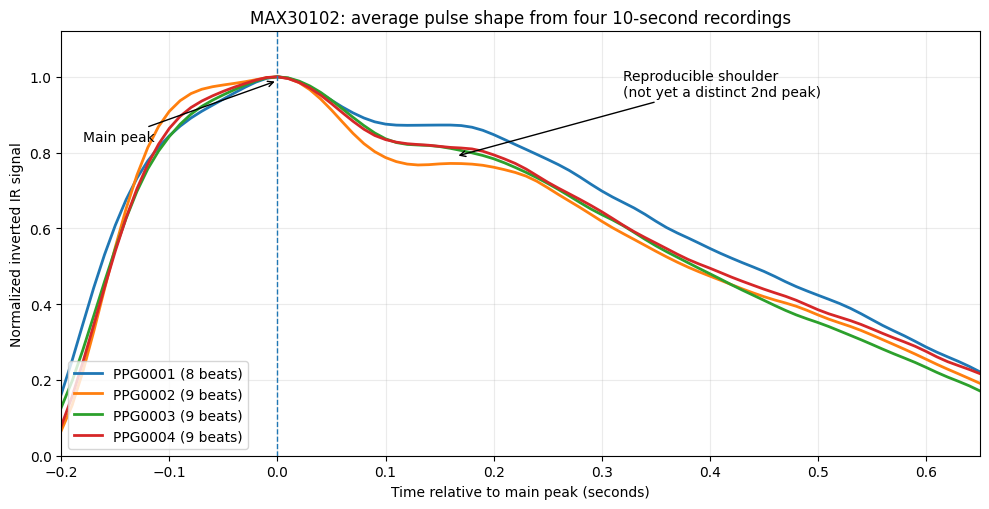 MAX30102: average pulse shape from four 10-second recordings
Normalized inverted IR signal
1.0
0.8
0.6
0.4
0.2
0.0
Main peak
Reproducible shoulder
(not yet a distinct 2nd peak)
PPG0001 (8 beats)
PPG0002 (9 beats)
PPG0003 (9 beats)
PPG0004 (9 beats)
−0.2 −0.1 0.0 0.1 0.2 0.3 0.4 0.5 0.6
Time relative to main peak (seconds)